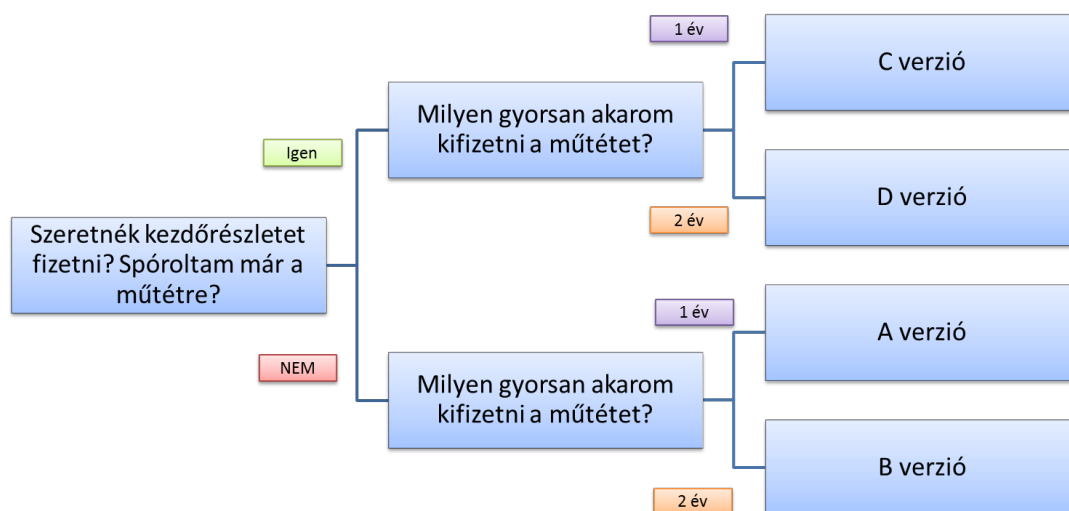 Szeretnék kezdőrészletet
fizetni? Spóroltam már a
műtétre?
Igen
Milyen gyorsan akarom
kifizetni a műtétet?
1 év
C verzió
2 év
D verzió
NEM
Milyen gyorsan akarom
kifizetni a műtétet?
1 év
A verzió
2 év
B verzió